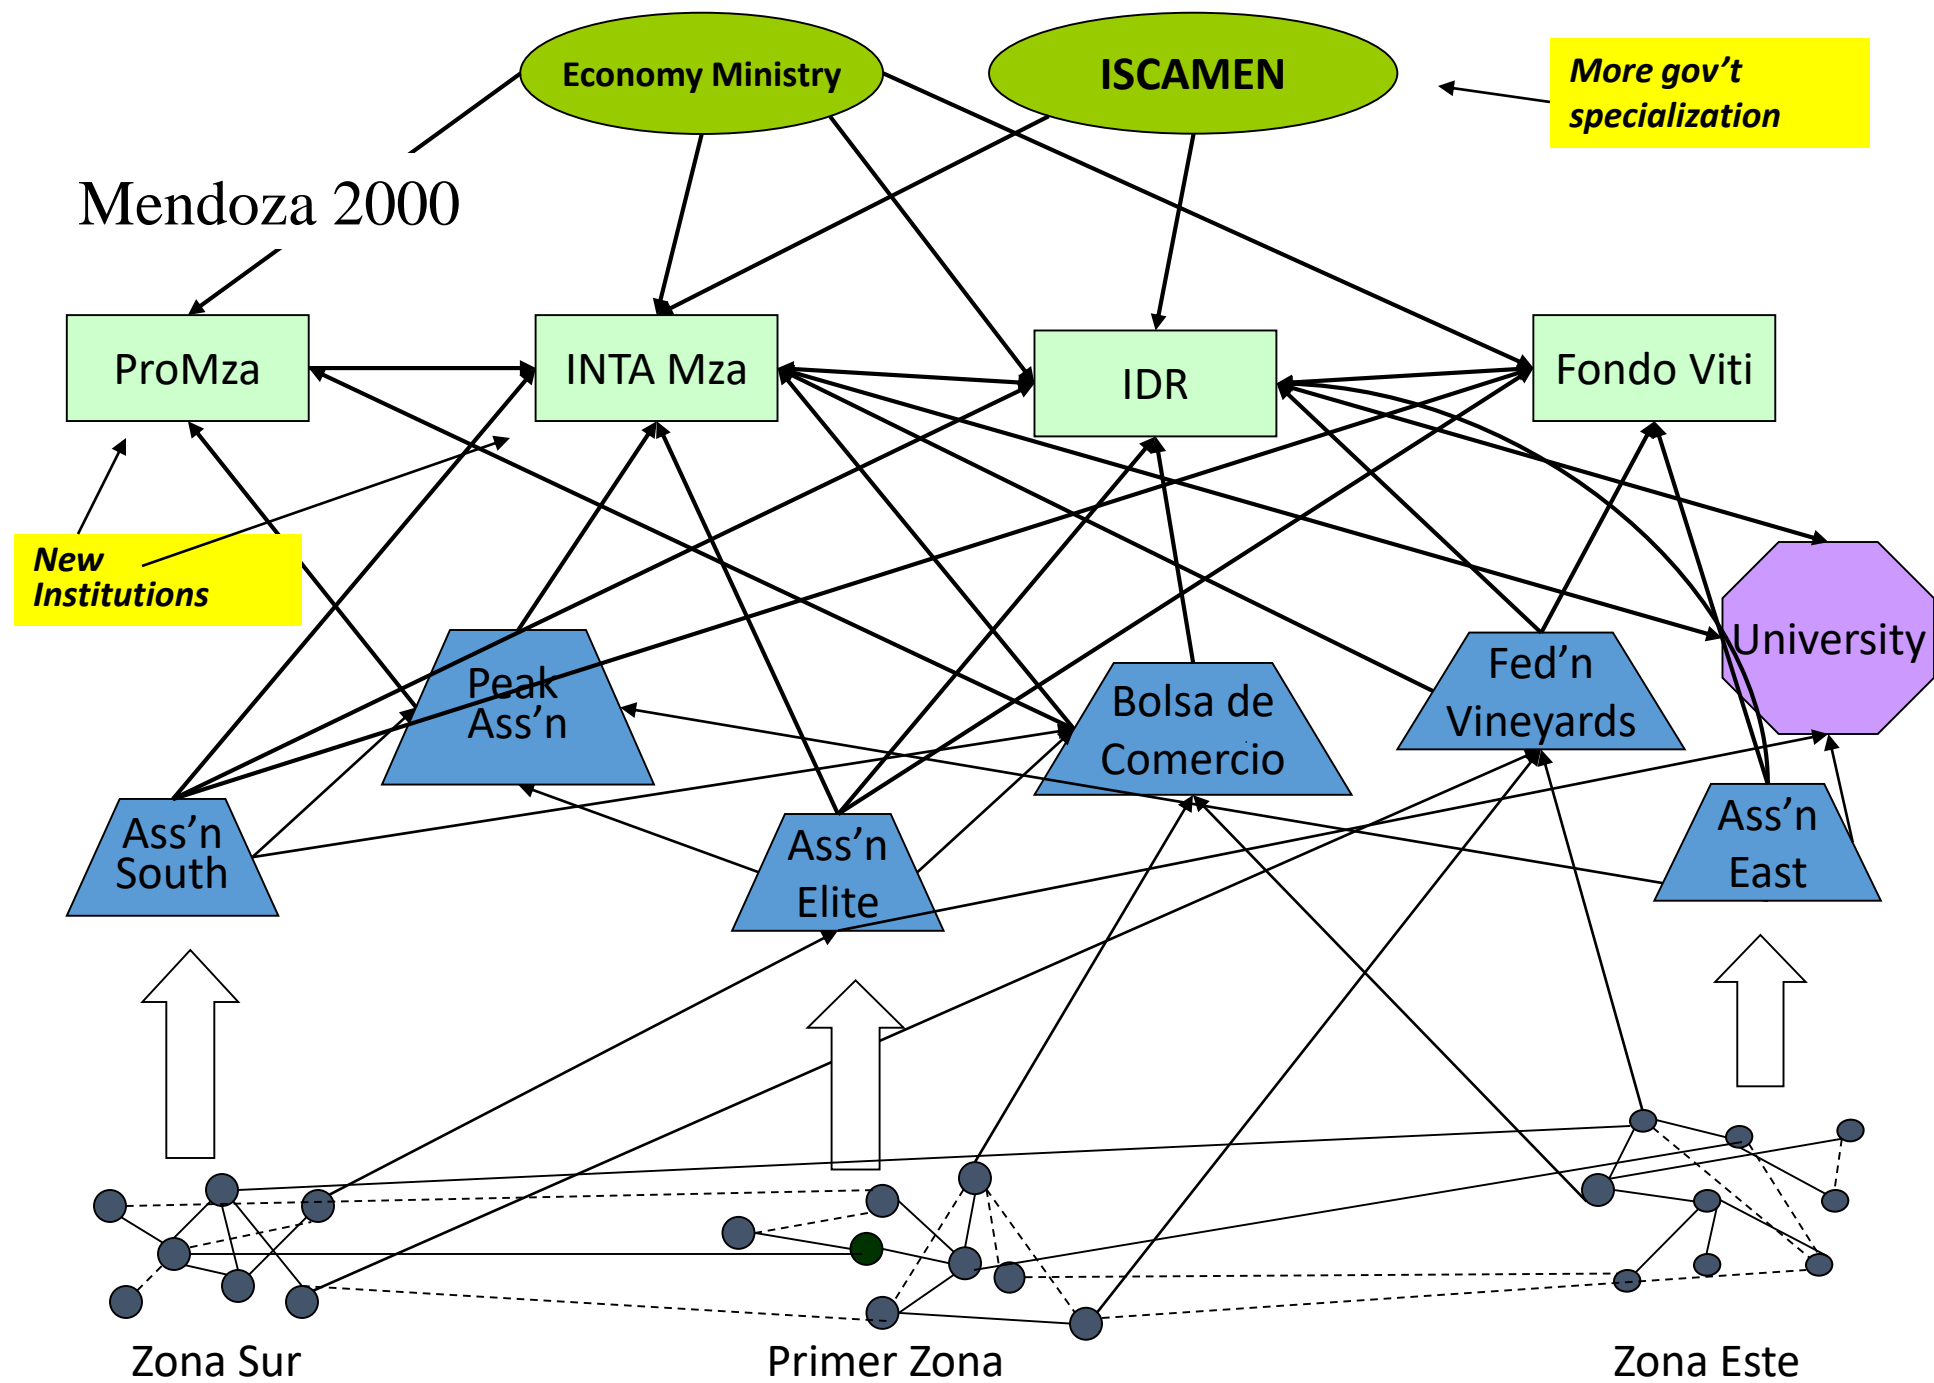 Economy Ministry
ISCAMEN
More gov’t
specialization
Mendoza 2000
ProMza
INTA Mza
IDR
Fondo Viti
New
Institutions
University
Peak
Ass’n
Bolsa de
Comercio
Fed’n
Vineyards
Ass’n
South
Ass’n
Elite
Ass’n
East
Zona Sur
Primer Zona
Zona Este